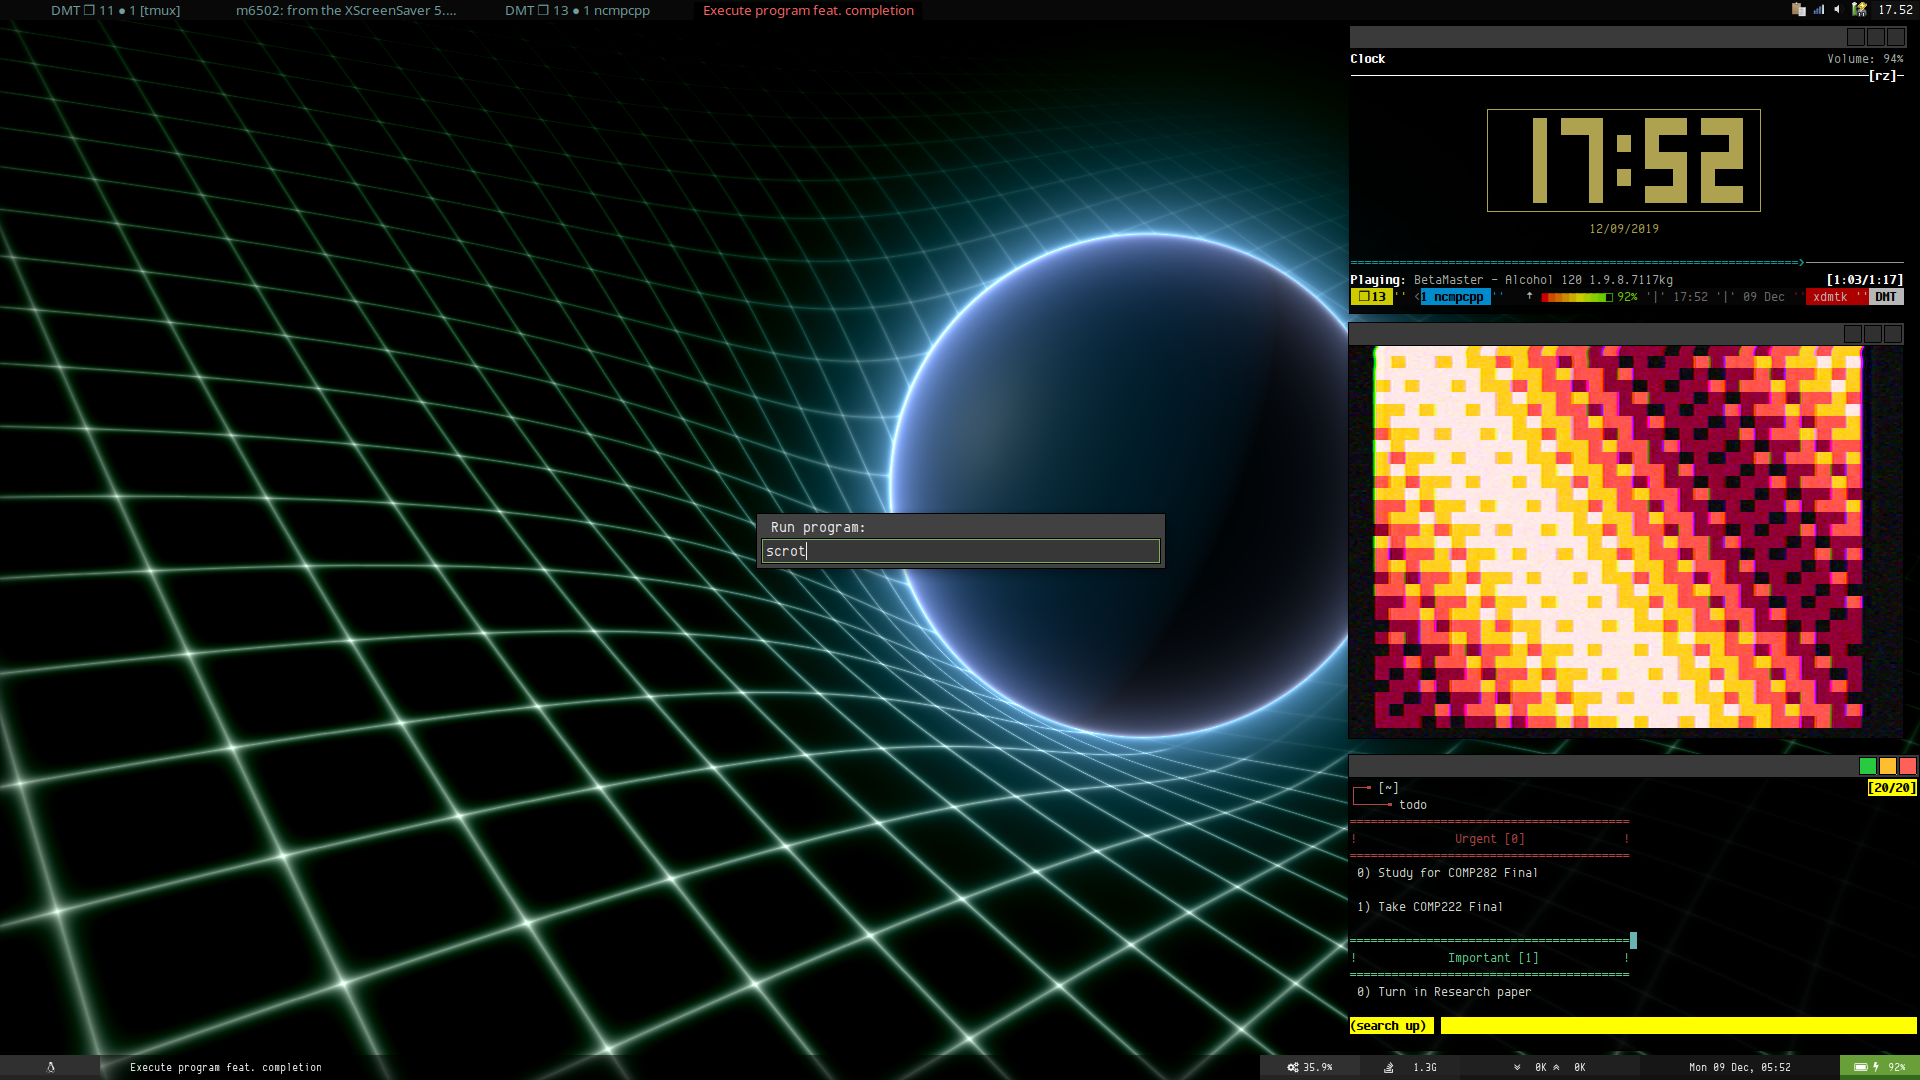 DMT ❐ 11 ● 1 [tmux]
m6502: from the XScreenSaver 5....
DMT ❐ 13 ● 1 ncmpcpp
Execute program feat. completion
17.52
Clock
Volume: 94%
[rz]
17:52
12/09/2019
Playing: BetaMaster - Alcohol 120 1.9.8.7117kg [1:03/1:17]
❐ 13 '' <1 ncmpcpp '' ↑ 92% '|' 17:52 '|' 09 Dec '' xdmtk '' DMT
Run program:
scrot
[~]
[20/20]
todo
========================================
! Urgent [0] !
========================================
0) Study for COMP282 Final
1) Take COMP222 Final
========================================
! Important [1] !
========================================
0) Turn in Research paper
(search up)
Execute program feat. completion
35.9%
1.3G
0K
0K
Mon 09 Dec, 05:52
92%